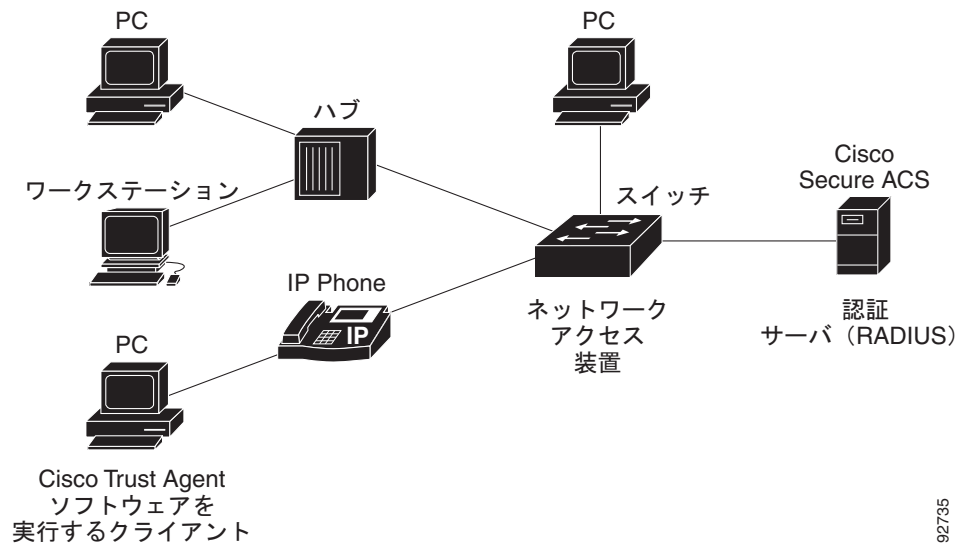 PC
PC
ハブ
Cisco
Secure ACS
ワークステーション
スイッチ
IP Phone
IP
ネットワーク
アクセス
装置
認証
サーバ（RADIUS）
PC
Cisco Trust Agent
ソフトウェアを
実行するクライアント
92735